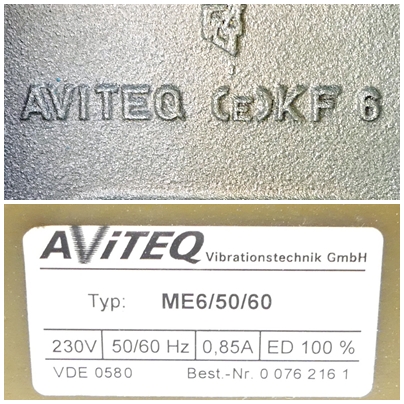 AVITEQ (E)KF 6
AViTEQ Vibrationstechnik GmbH
Typ: ME6/50/60
230V 50/60 Hz 0,85A ED 100 %
VDE 0580 Best.-Nr. 0 076 216 1